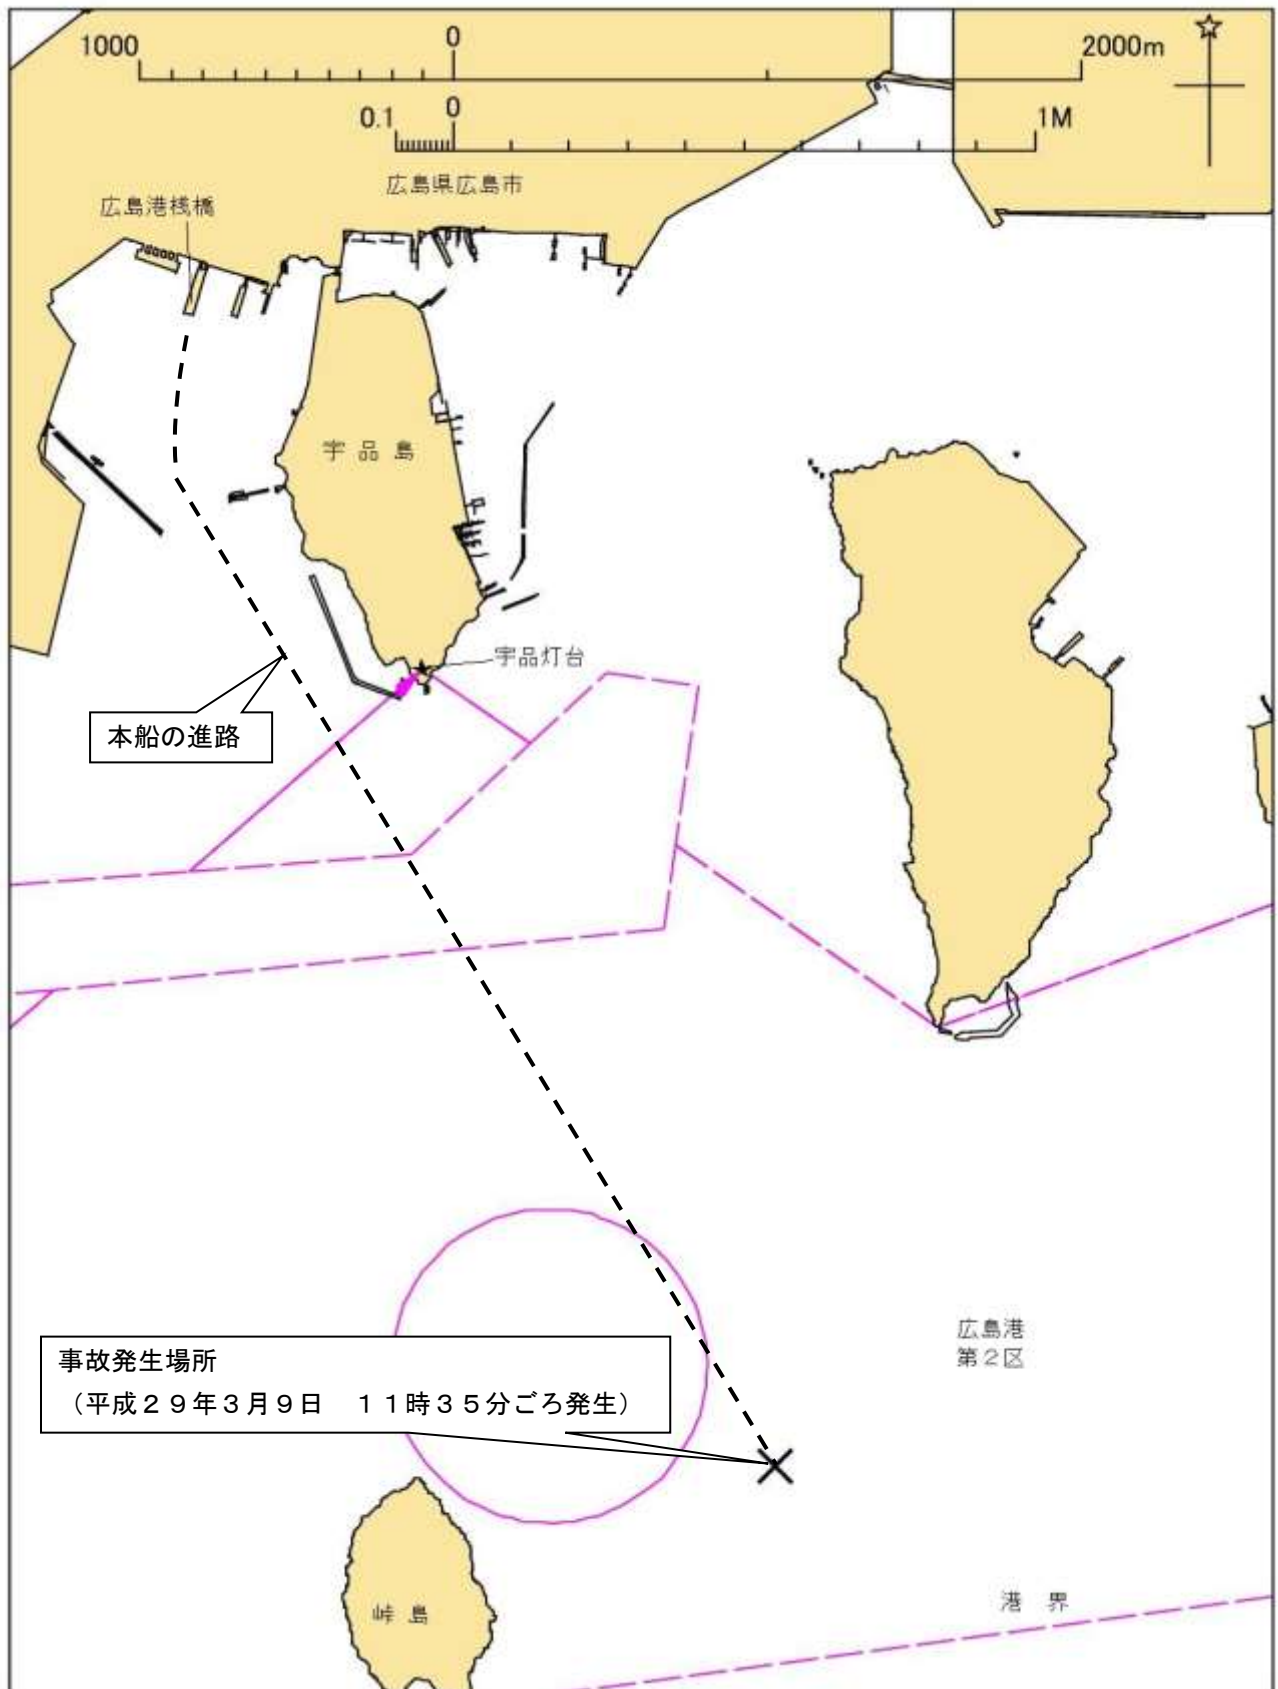 1000
0
2000m
0.1
0
1M
広島県広島市
広島港桟橋
宇品島
宇品灯台
本船の進路
広島港
第2区
事故発生場所
（平成２９年３月９日　１１時３５分ごろ発生）
峠島
港界